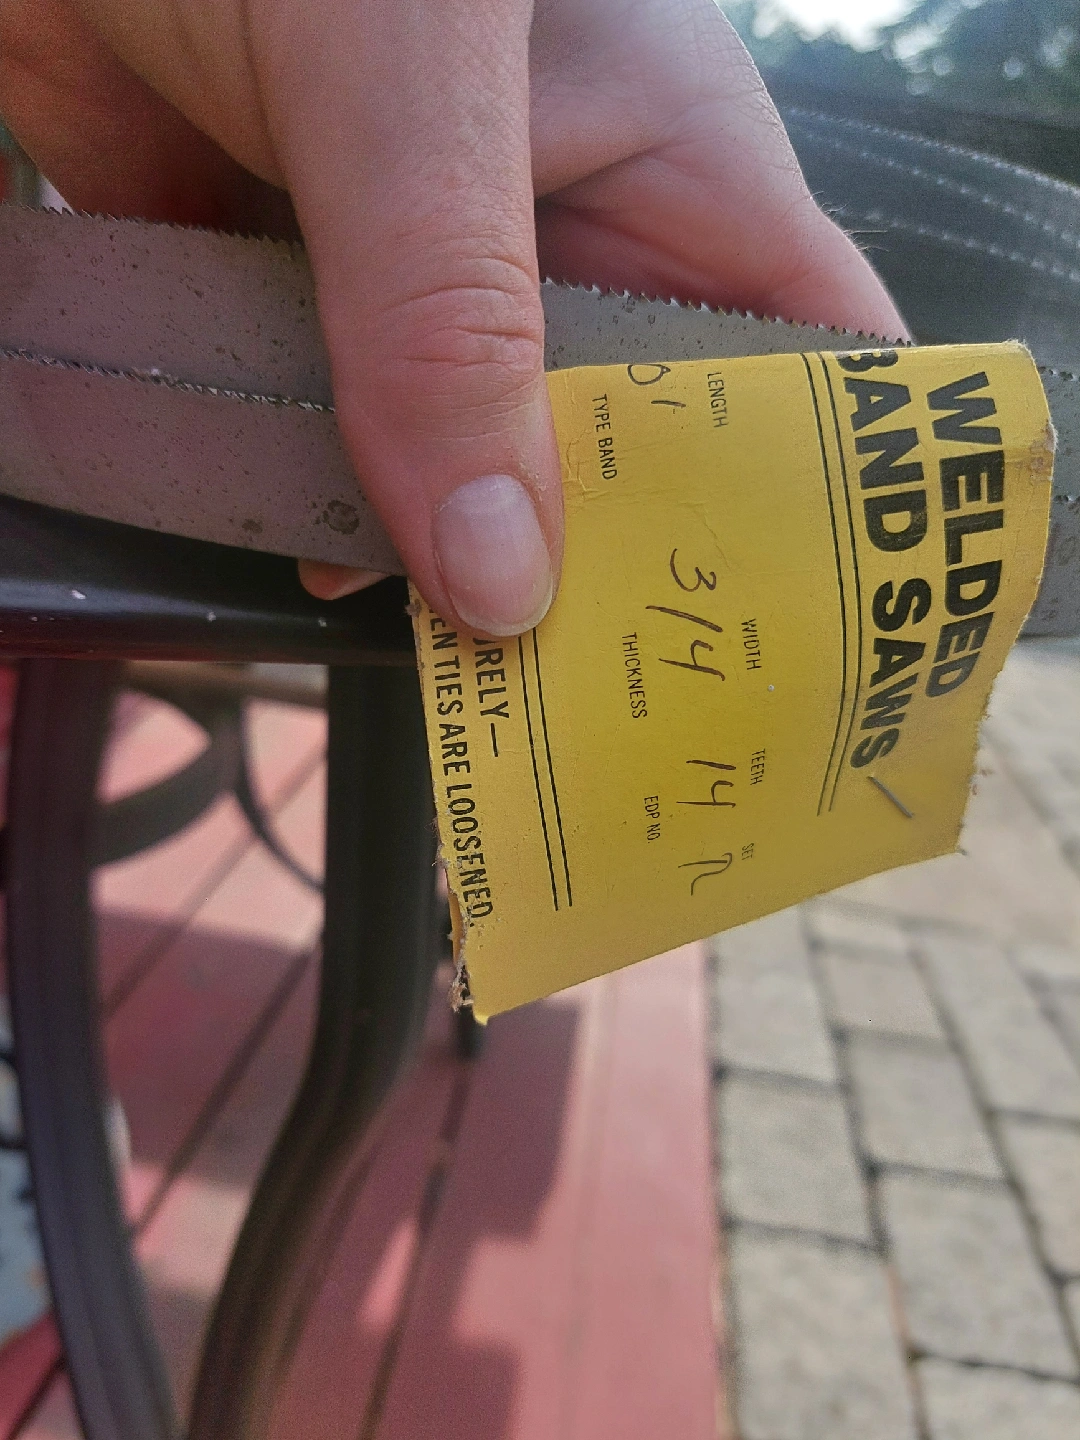 WELDED
BAND SAWS
LENGTH WIDTH TEETH SET
3/4 14 R
TYPE BAND THICKNESS EDP NO.
URELY—
EN TIES ARE LOOSENED